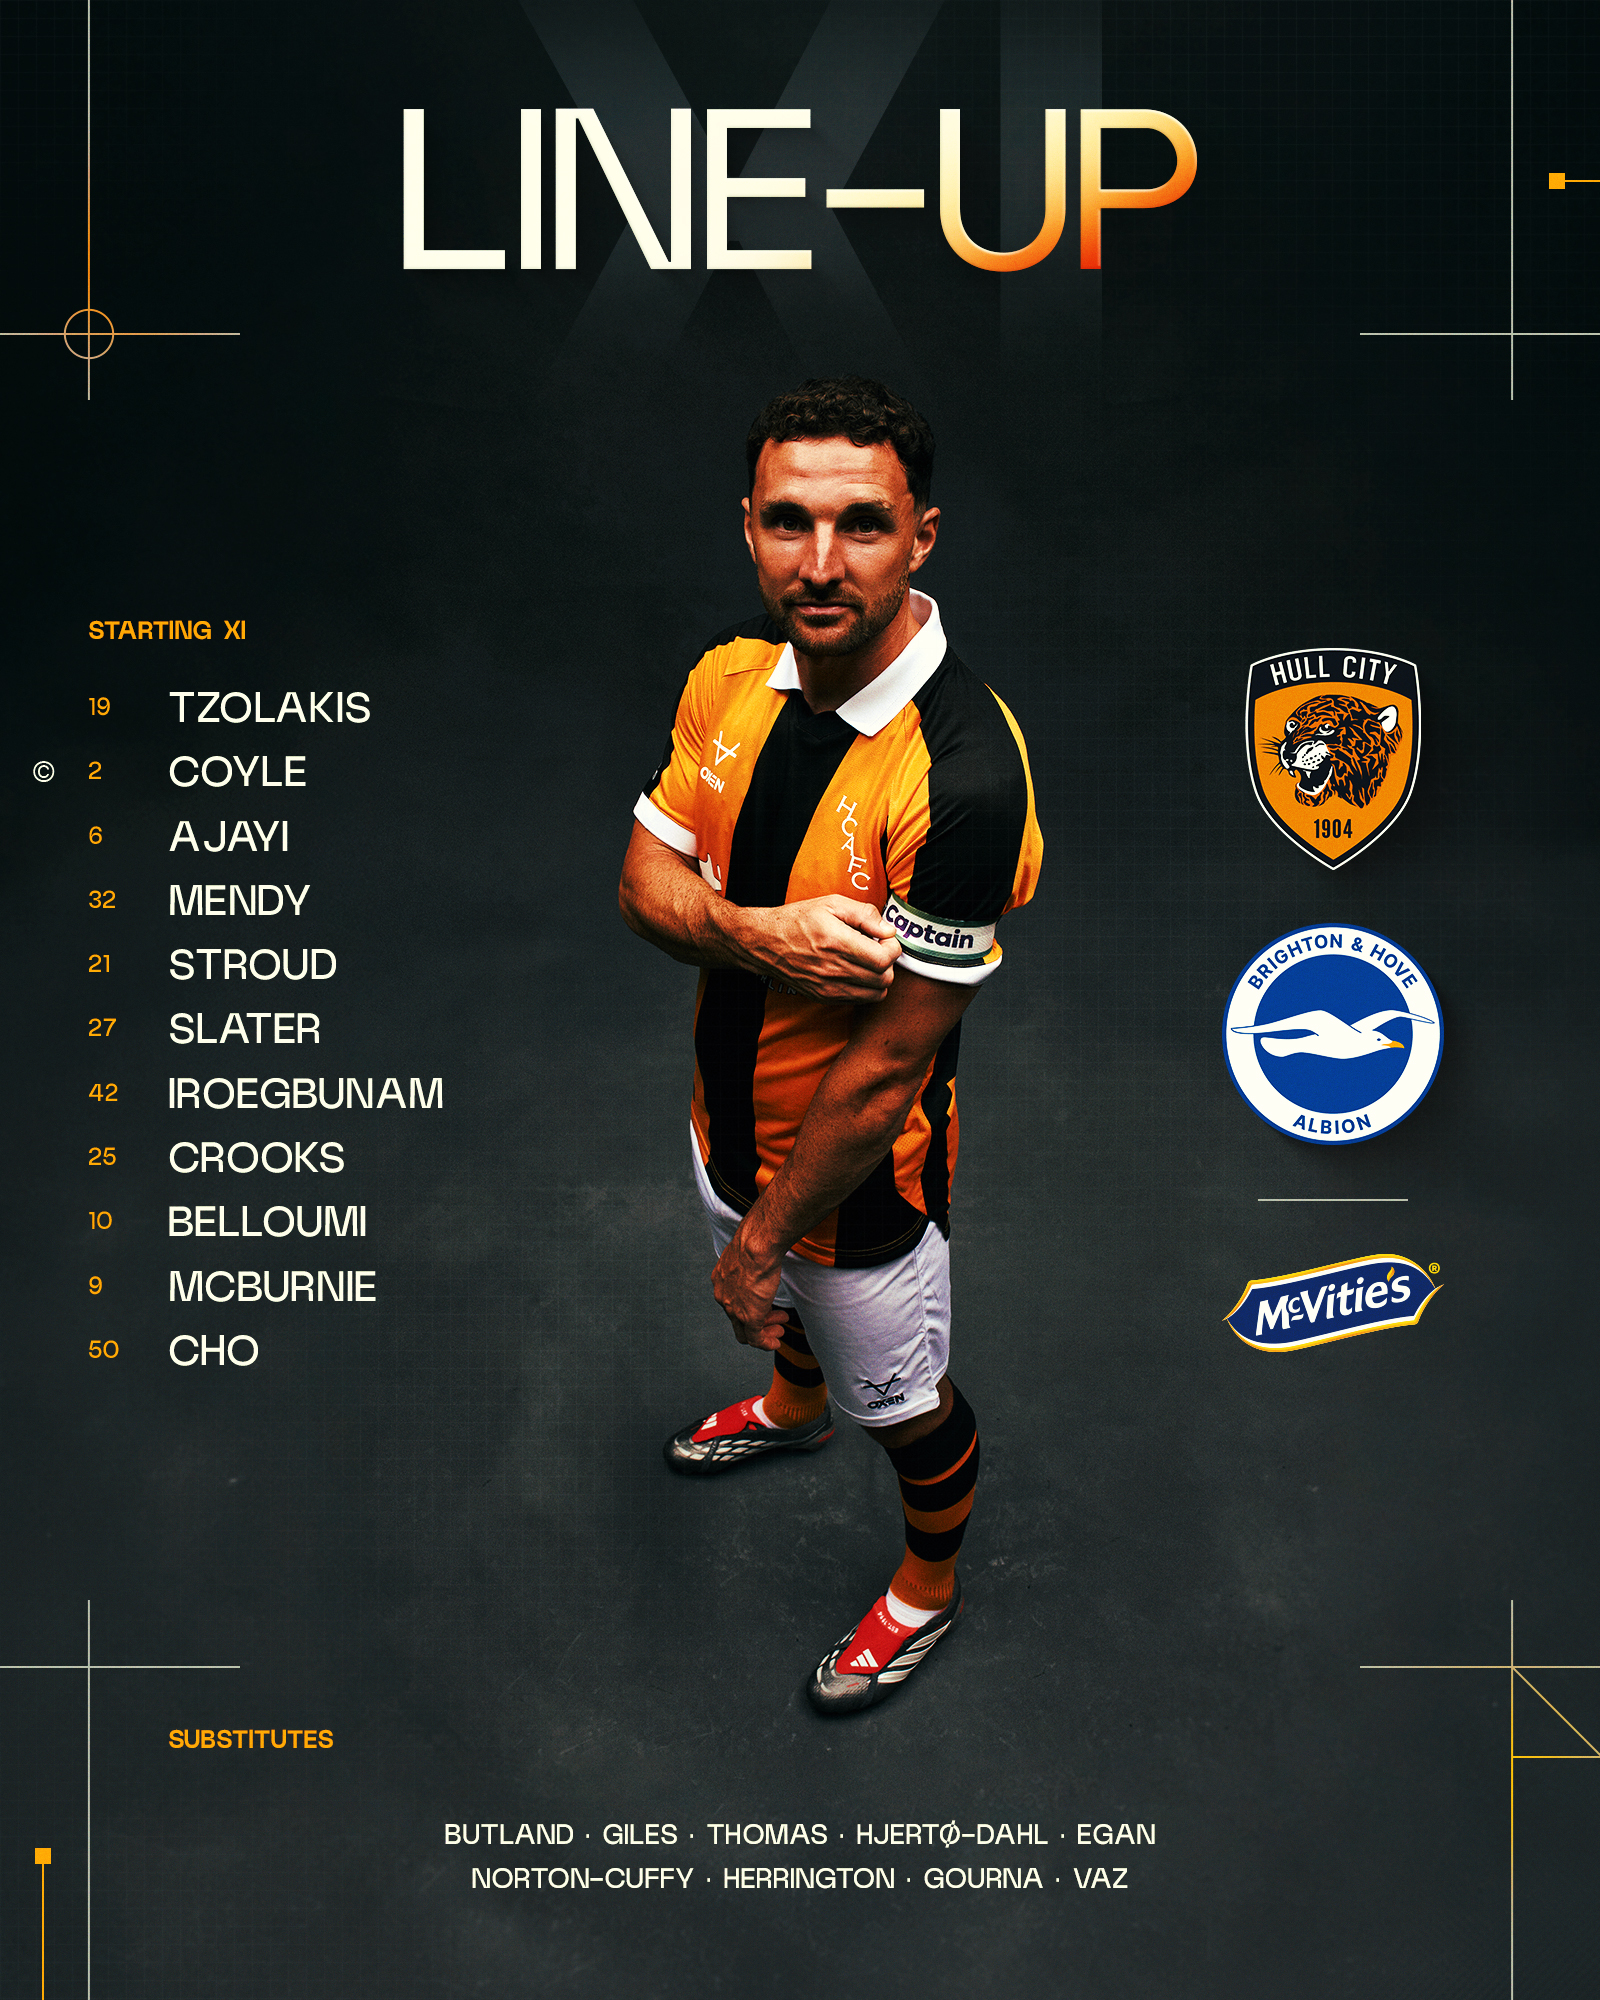 LINE-UP
STARTING XI
19 TZOLAKIS
© 2 COYLE
6 AJAYI
32 MENDY
21 STROUD
27 SLATER
42 IROEGBUNAM
25 CROOKS
10 BELLOUMI
9 MCBURNIE
50 CHO
OXEN
HCAFC
Captain
OXEN
HULL CITY
1904
BRIGHTON & HOVE
ALBION
McVitie's ®
SUBSTITUTES
BUTLAND · GILES · THOMAS · HJERTØ-DAHL · EGAN
NORTON-CUFFY · HERRINGTON · GOURNA · VAZ